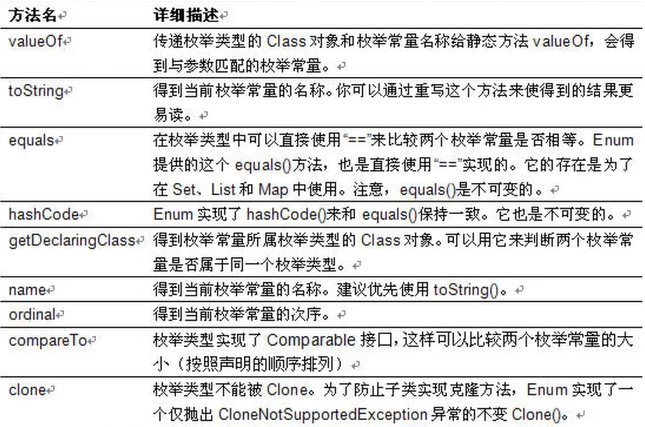 方法名 详细描述
valueOf 传递枚举类型的 Class 对象和枚举常量名称给静态方法 valueOf，会得
到与参数匹配的枚举常量。
toString 得到当前枚举常量的名称。你可以通过重写这个方法来使得到的结果更
易读。
equals 在枚举类型中可以直接使用“==”来比较两个枚举常量是否相等。Enum
提供的这个 equals()方法，也是直接使用“==”实现的。它的存在是为了
在 Set、List 和 Map 中使用。注意，equals()是不可变的。
hashCode Enum 实现了 hashCode()来和 equals()保持一致。它也是不可变的。
getDeclaringClass 得到枚举常量所属枚举类型的 Class 对象。可以用它来判断两个枚举常
量是否属于同一个枚举类型。
name 得到当前枚举常量的名称。建议优先使用 toString()。
ordinal 得到当前枚举常量的次序。
compareTo 枚举类型实现了 Comparable 接口，这样可以比较两个枚举常量的大
小（按照声明的顺序排列）
clone 枚举类型不能被 Clone。为了防止子类实现克隆方法，Enum 实现了一
个仅抛出 CloneNotSupportedException 异常的不变 Clone()。